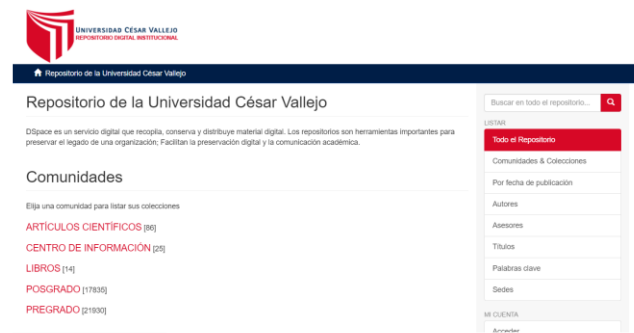 UNIVERSIDAD CÉSAR VALLEJO
REPOSITORIO DIGITAL INSTITUCIONAL
Repositorio de la Universidad César Vallejo
Repositorio de la Universidad César Vallejo
DSpace es un servicio digital que recopila, conserva y distribuye material digital. Los repositorios son herramientas importantes para
preservar el legado de una organización; Facilitan la preservación digital y la comunicación académica.
Comunidades
Elija una comunidad para listar sus colecciones
ARTÍCULOS CIENTÍFICOS [86]
CENTRO DE INFORMACIÓN [25]
LIBROS [14]
POSGRADO [17835]
PREGRADO [21930]
Buscar en todo el repositorio...
LISTAR
Todo el Repositorio
Comunidades & Colecciones
Por fecha de publicación
Autores
Asesores
Títulos
Palabras clave
Sedes
MI CUENTA
Acceder